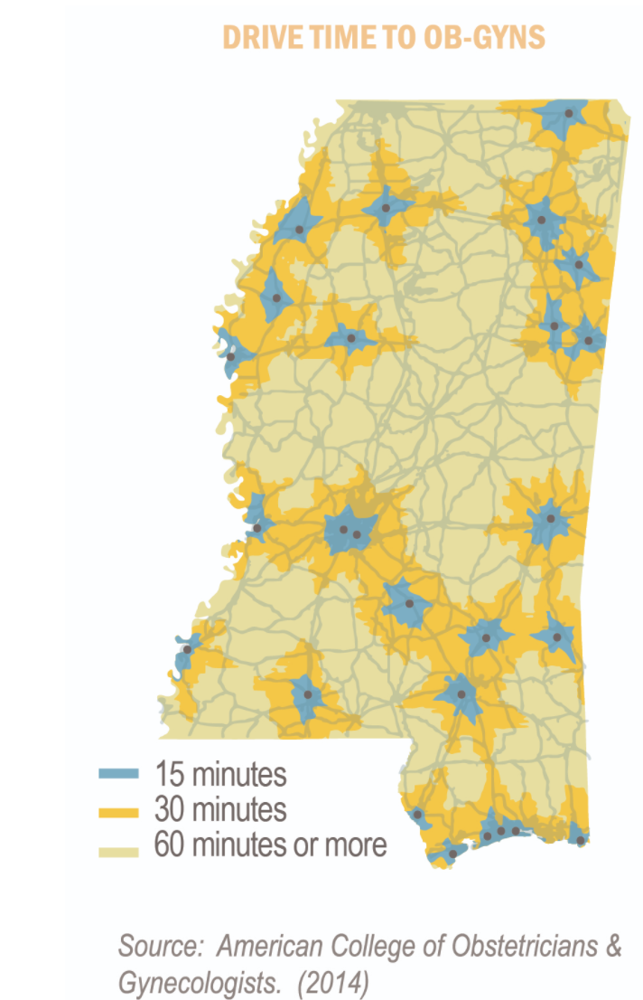 DRIVE TIME TO OB-GYNS
15 minutes
30 minutes
60 minutes or more
Source:  American College of Obstetricians &
Gynecologists.  (2014)